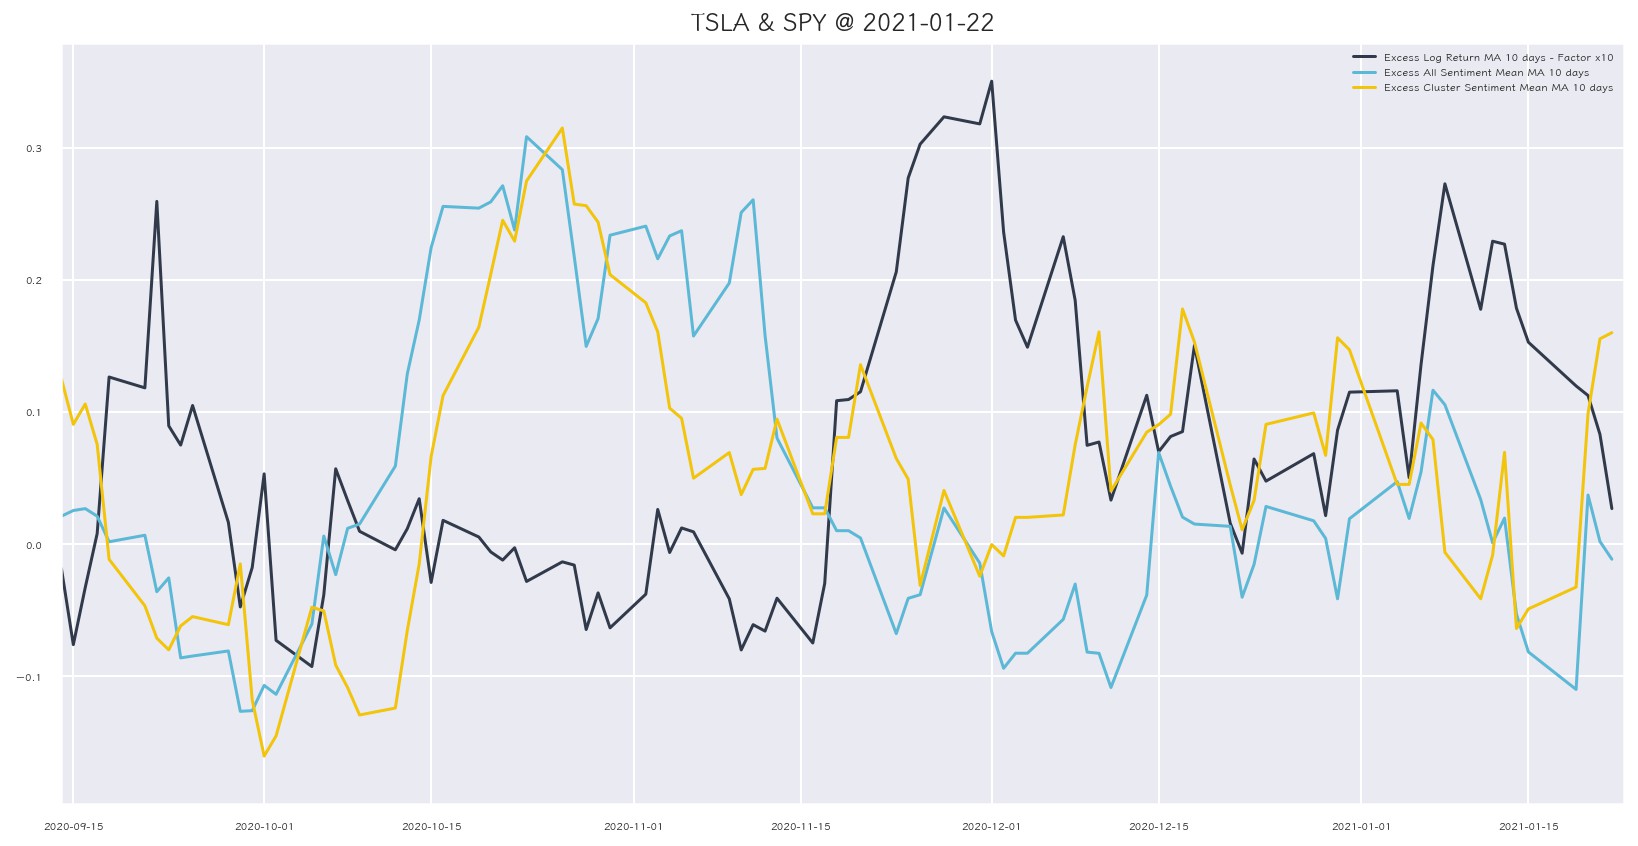 TSLA & SPY @ 2021-01-22
Excess Log Return MA 10 days - Factor x10
Excess All Sentiment Mean MA 10 days
Excess Cluster Sentiment Mean MA 10 days
0.3
0.2
0.1
0.0
−0.1
2020-09-15 2020-10-01 2020-10-15 2020-11-01 2020-11-15 2020-12-01 2020-12-15 2021-01-01 2021-01-15